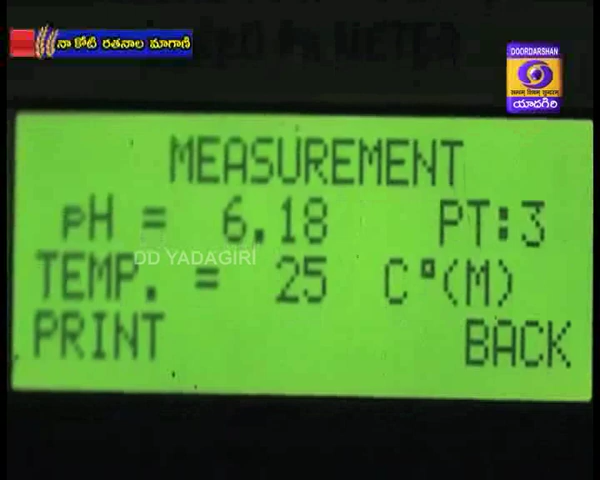 నా కోటి రతనాల మాగాణి
DOORDARSHAN
యాదగిరి
MEASUREMENT
pH = 6.18 PT:3
DD YADAGIRI
TEMP. = 25 C°(M)
PRINT BACK